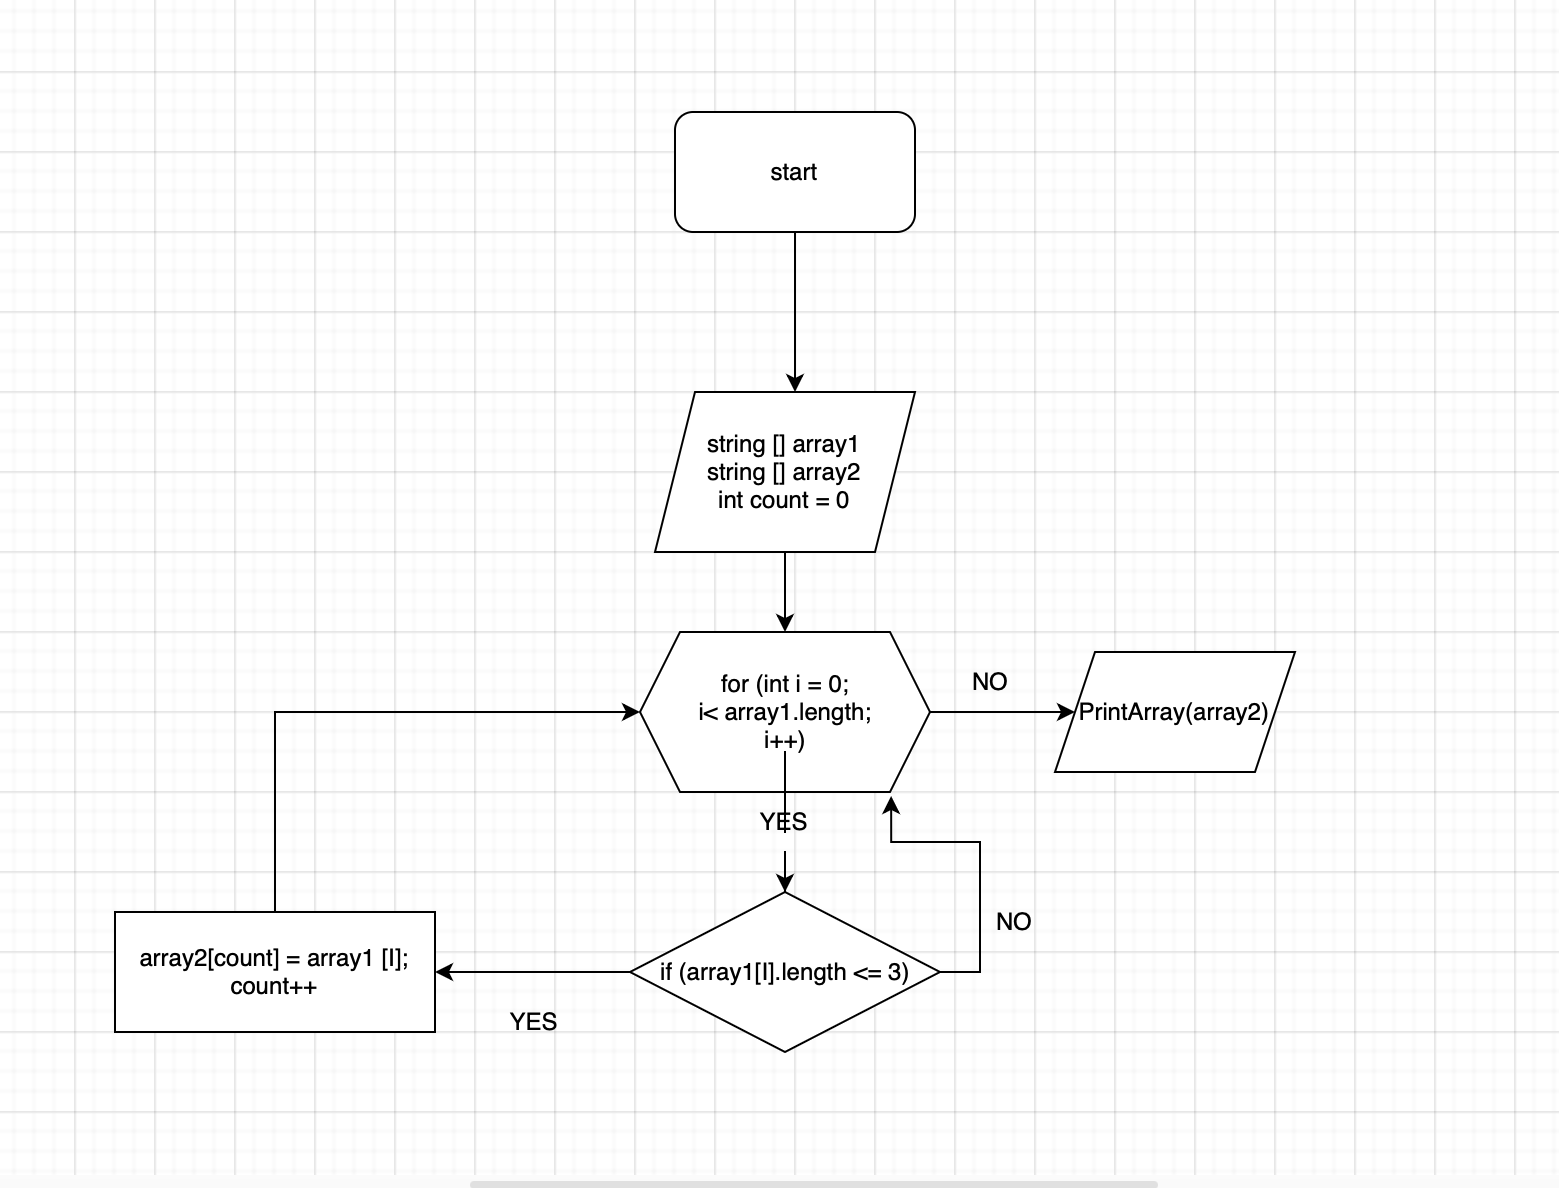 start
string [] array1
string [] array2
int count = 0
for (int i = 0;
i< array1.length;
i++)
NO
PrintArray(array2)
YES
if (array1[I].length <= 3)
NO
YES
array2[count] = array1 [I];
count++